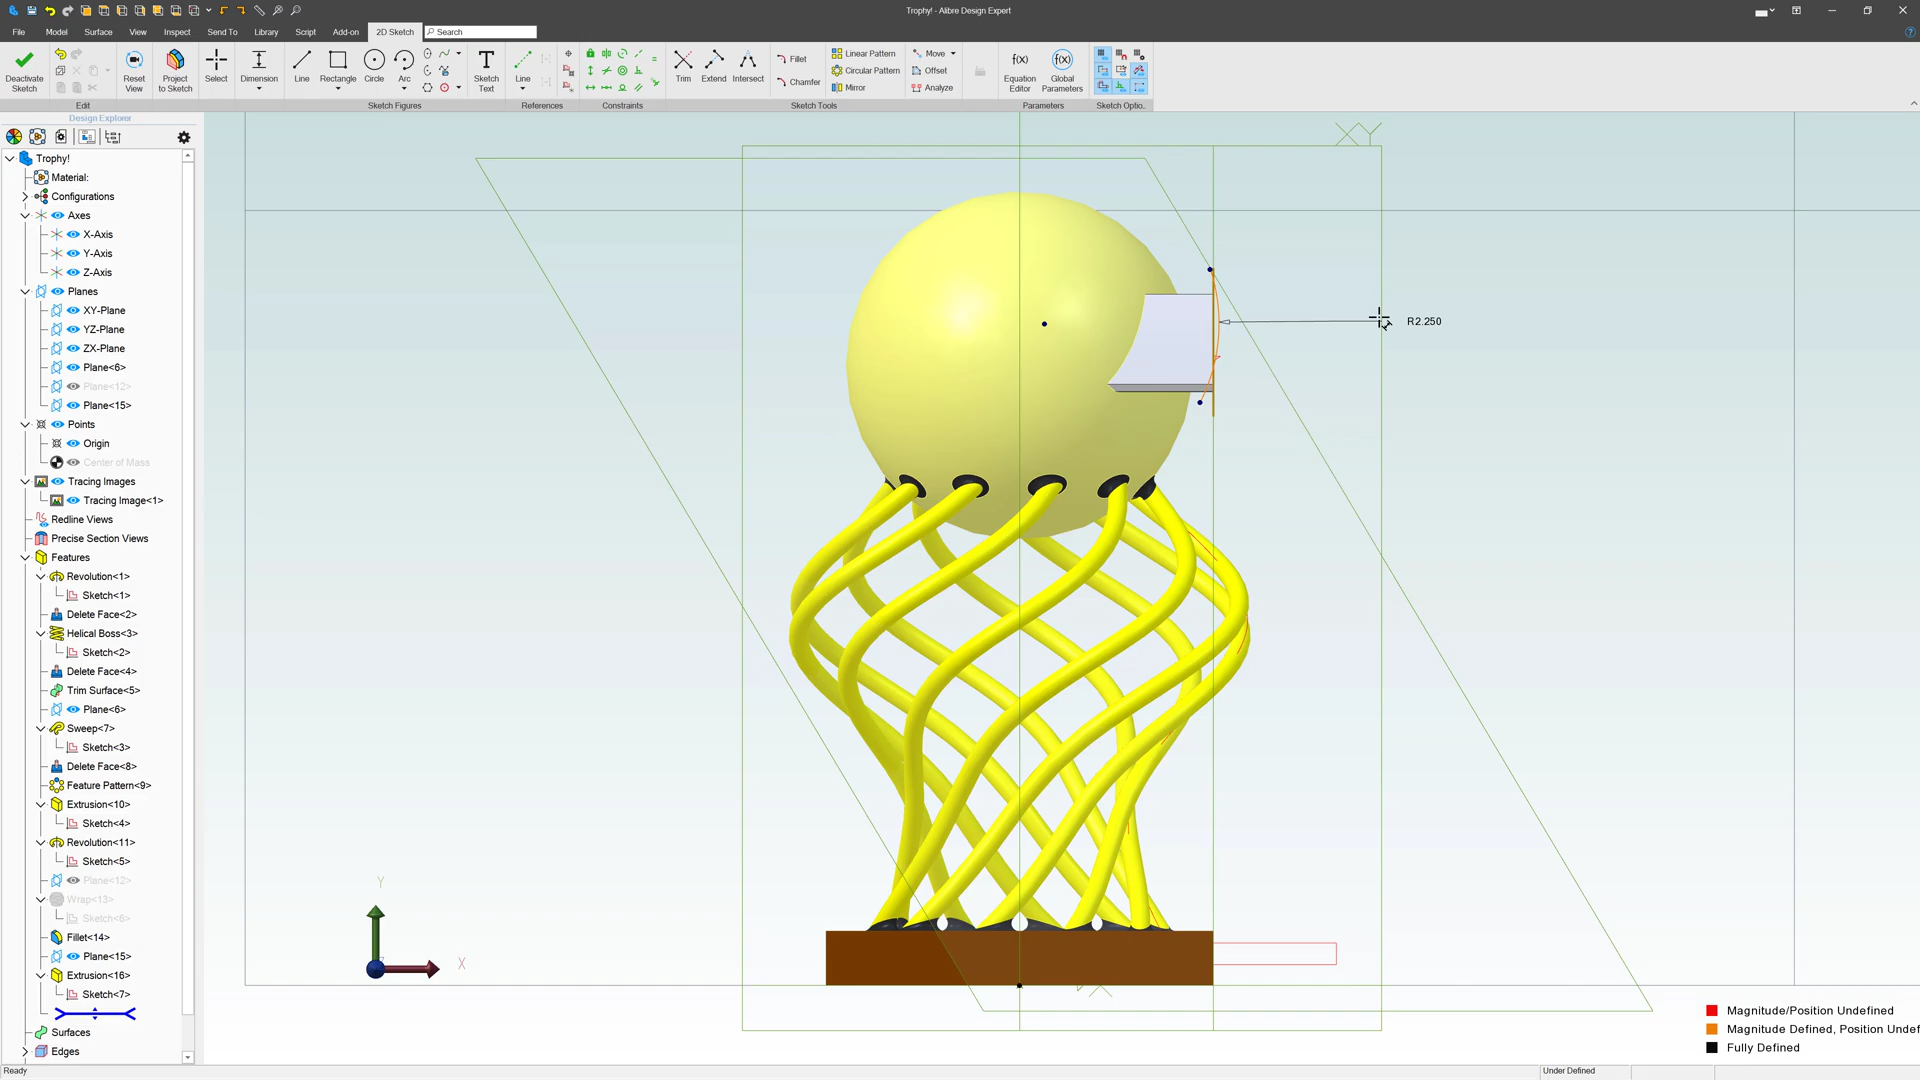 Trophy! - Alibre Design Expert
File Model Surface View Inspect Send To Library Script Add-on 2D Sketch Search
Deactivate Sketch
Reset View
Project to Sketch
Select
Dimension
Line
Rectangle
Circle
Arc
Sketch Text
Line
Trim
Extend
Intersect
Fillet
Chamfer
Linear Pattern
Circular Pattern
Mirror
Move
Offset
Analyze
Equation Editor
Global Parameters
Edit
Sketch Figures
References
Constraints
Sketch Tools
Parameters
Sketch Optio..
Design Explorer
Trophy!
Material:
Configurations
Axes
X-Axis
Y-Axis
Z-Axis
Planes
XY-Plane
YZ-Plane
ZX-Plane
Plane<6>
Plane<12>
Plane<15>
Points
Origin
Center of Mass
Tracing Images
Tracing Image<1>
Redline Views
Precise Section Views
Features
Revolution<1>
Sketch<1>
Delete Face<2>
Helical Boss<3>
Sketch<2>
Delete Face<4>
Trim Surface<5>
Plane<6>
Sweep<7>
Sketch<3>
Delete Face<8>
Feature Pattern<9>
Extrusion<10>
Sketch<4>
Revolution<11>
Sketch<5>
Plane<12>
Wrap<13>
Sketch<6>
Fillet<14>
Plane<15>
Extrusion<16>
Sketch<7>
Surfaces
Edges
XY
R2.250
Y
X
Magnitude/Position Undefined
Magnitude Defined, Position Undef
Fully Defined
Ready
Under Defined